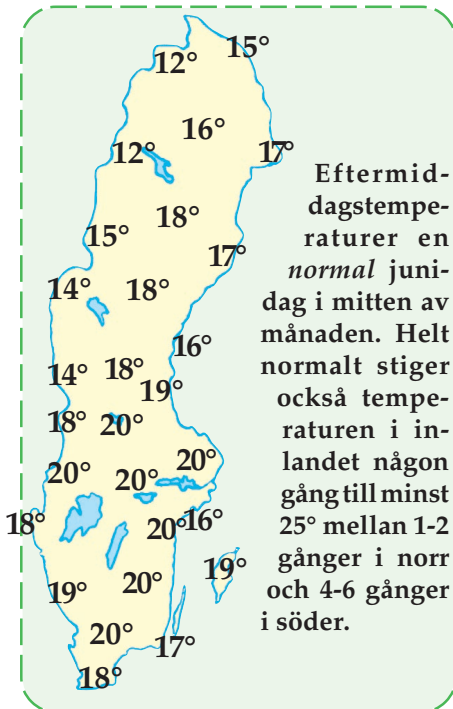 15°
12°
16°
12°
17°
18°
15°
17°
14°
18°
16°
14° 18°
19°
18° 20°
20° 20° 20°
18° 20° 16°
19° 20° 19°
20° 17°
18°
Eftermid-
dagstempe-
raturer en
normal juni-
dag i mitten av
månaden. Helt
normalt stiger
också tempe-
raturen i in-
landet någon
gång till minst
25° mellan 1-2
gånger i norr
och 4-6 gånger
i söder.